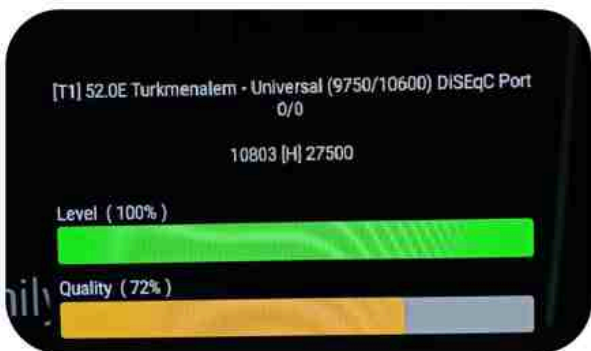 [T1] 52.0E Turkmenalem - Universal (9750/10600) DiSEqC Port
0/0
10803 [H] 27500
Level ( 100% )
Quality ( 72% )